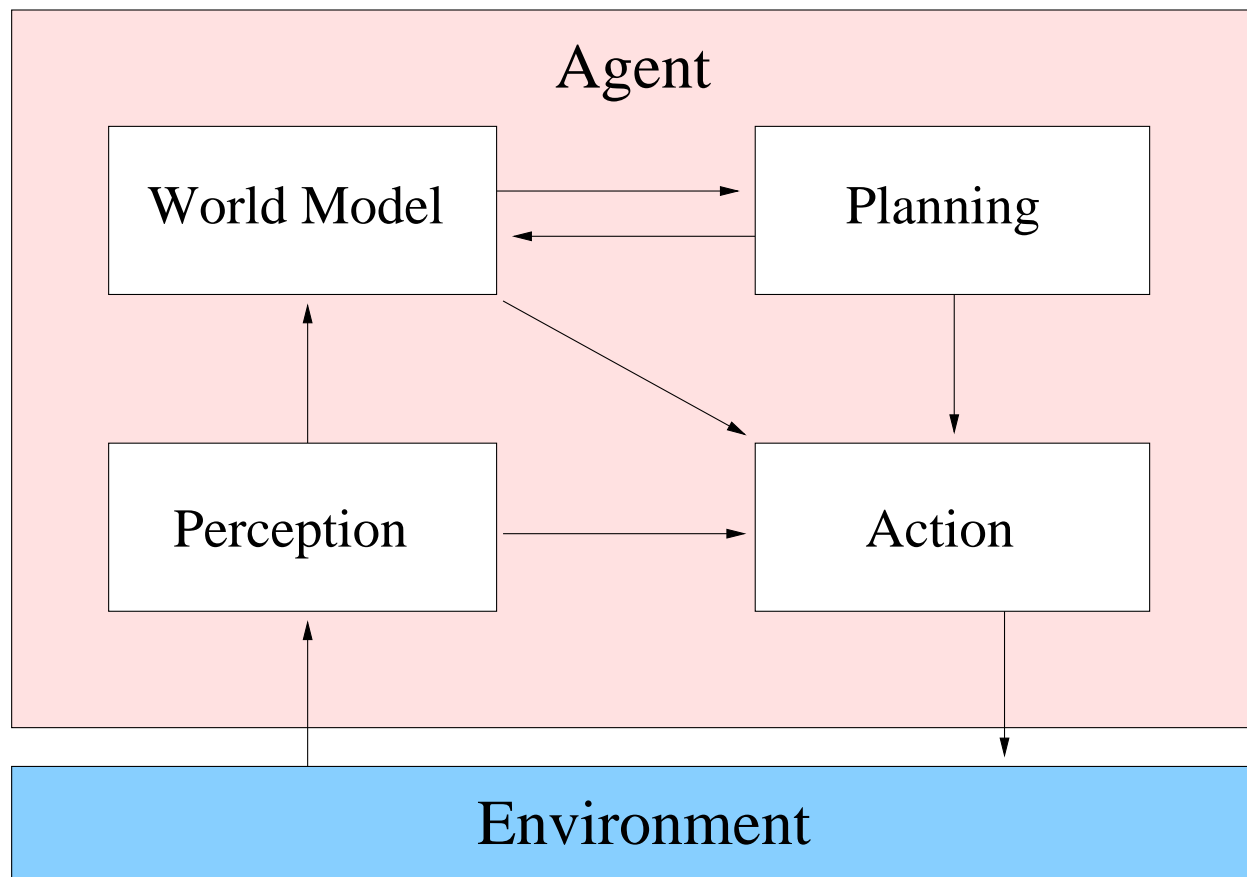 Agent
World Model
Planning
Perception
Action
Environment